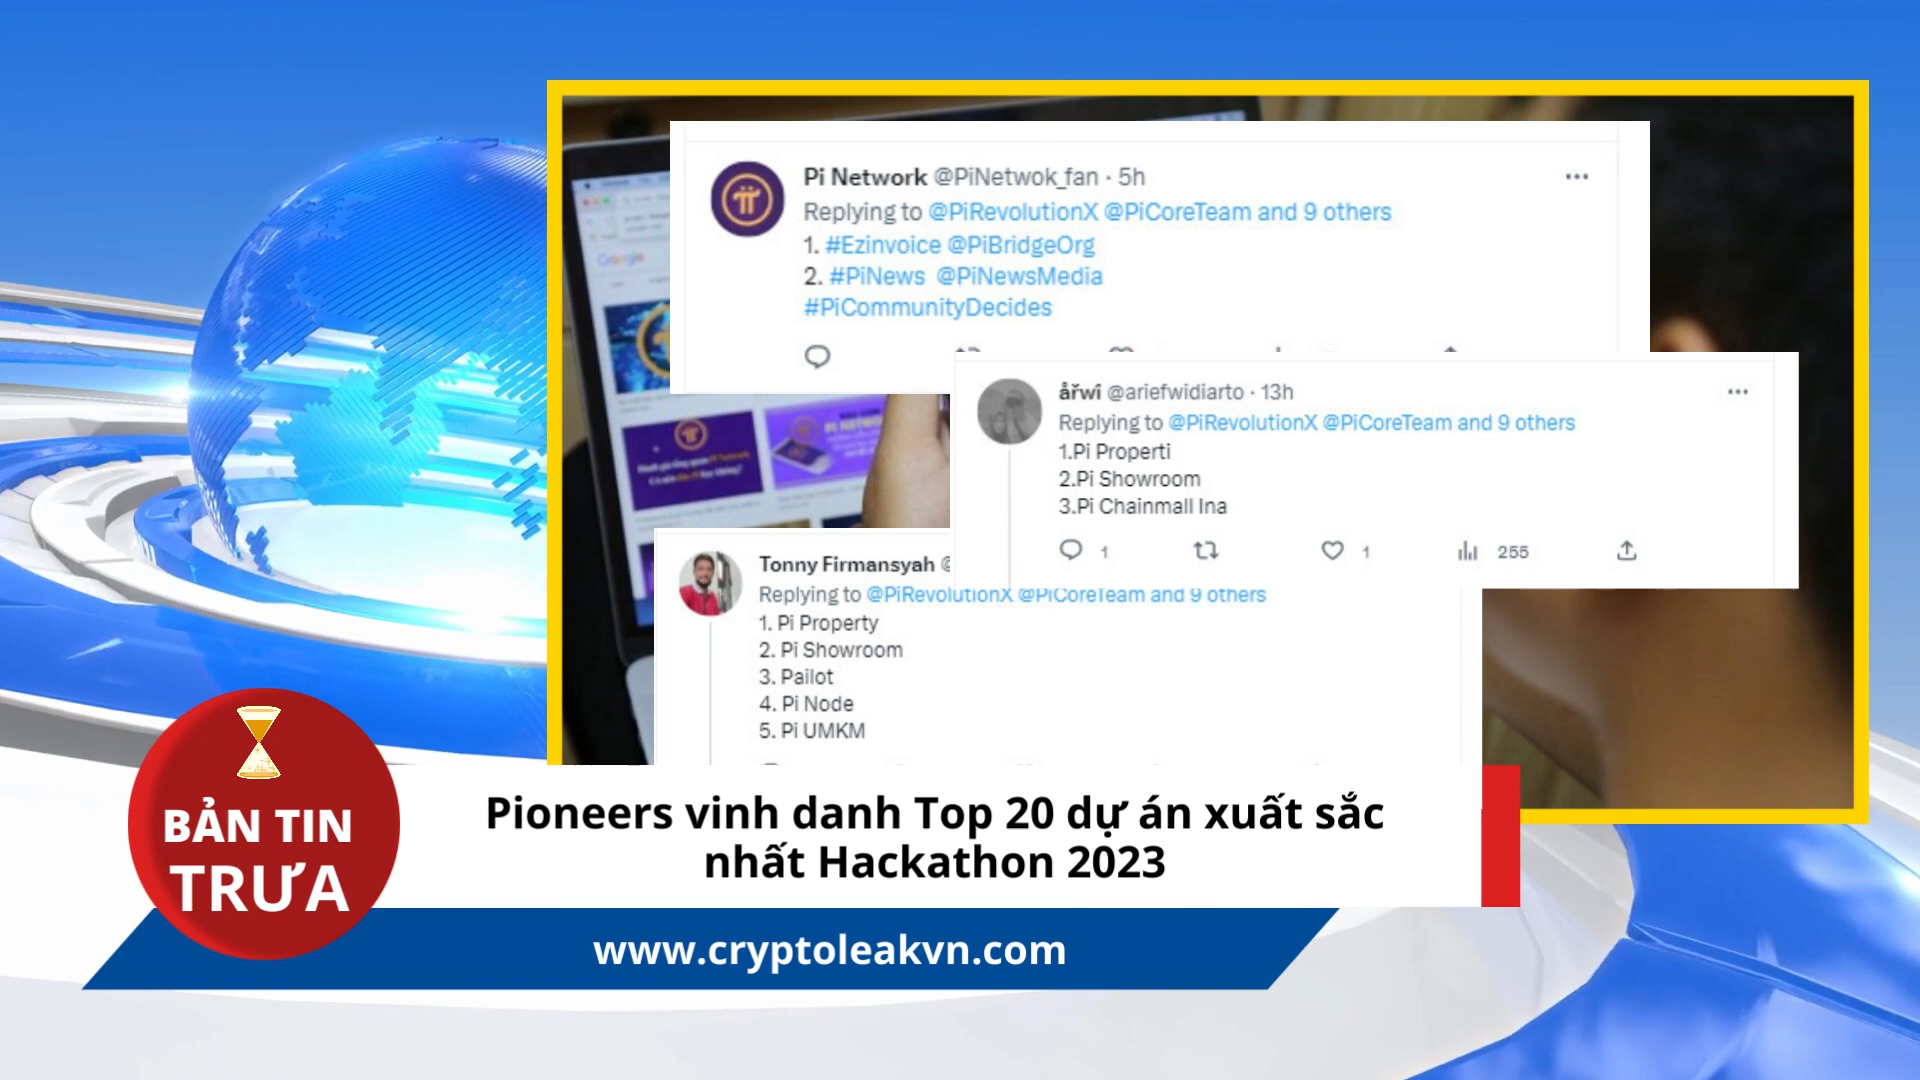 Pi Network @PiNetwok_fan · 5h
Replying to @PiRevolutionX @PiCoreTeam and 9 others
1. #Ezinvoice @PiBridgeOrg
2. #PiNews @PiNewsMedia
#PiCommunityDecides
ařwî @ariefwidiarto · 13h
Replying to @PiRevolutionX @PiCoreTeam and 9 others
1.Pi Properti
2.Pi Showroom
3.Pi Chainmall Ina
1 1 255
Tonny Firmansyah @
Replying to @PiRevolutionX @PiCoreTeam and 9 others
1. Pi Property
2. Pi Showroom
3. Pailot
4. Pi Node
5. Pi UMKM
Google
BẢN TIN
TRƯA
Pioneers vinh danh Top 20 dự án xuất sắc
nhất Hackathon 2023
www.cryptoleakvn.com